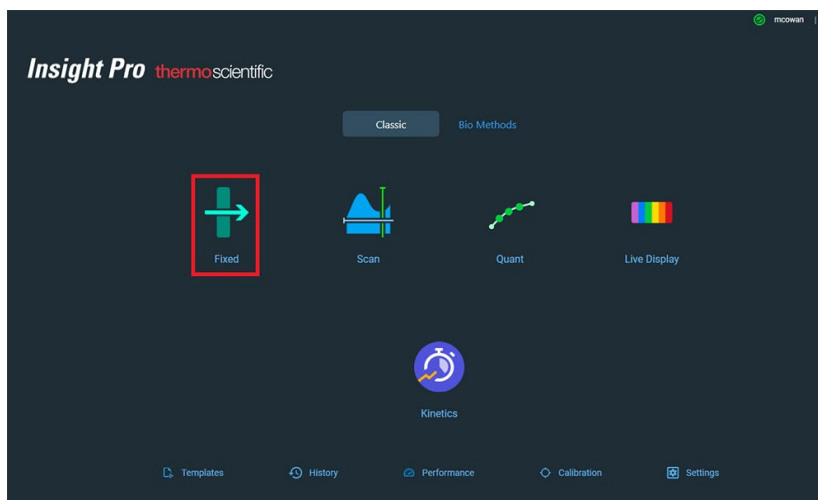 mcowan
Insight Pro thermoscientific
Classic Bio Methods
Fixed Scan Quant Live Display
Kinetics
Templates History Performance Calibration Settings